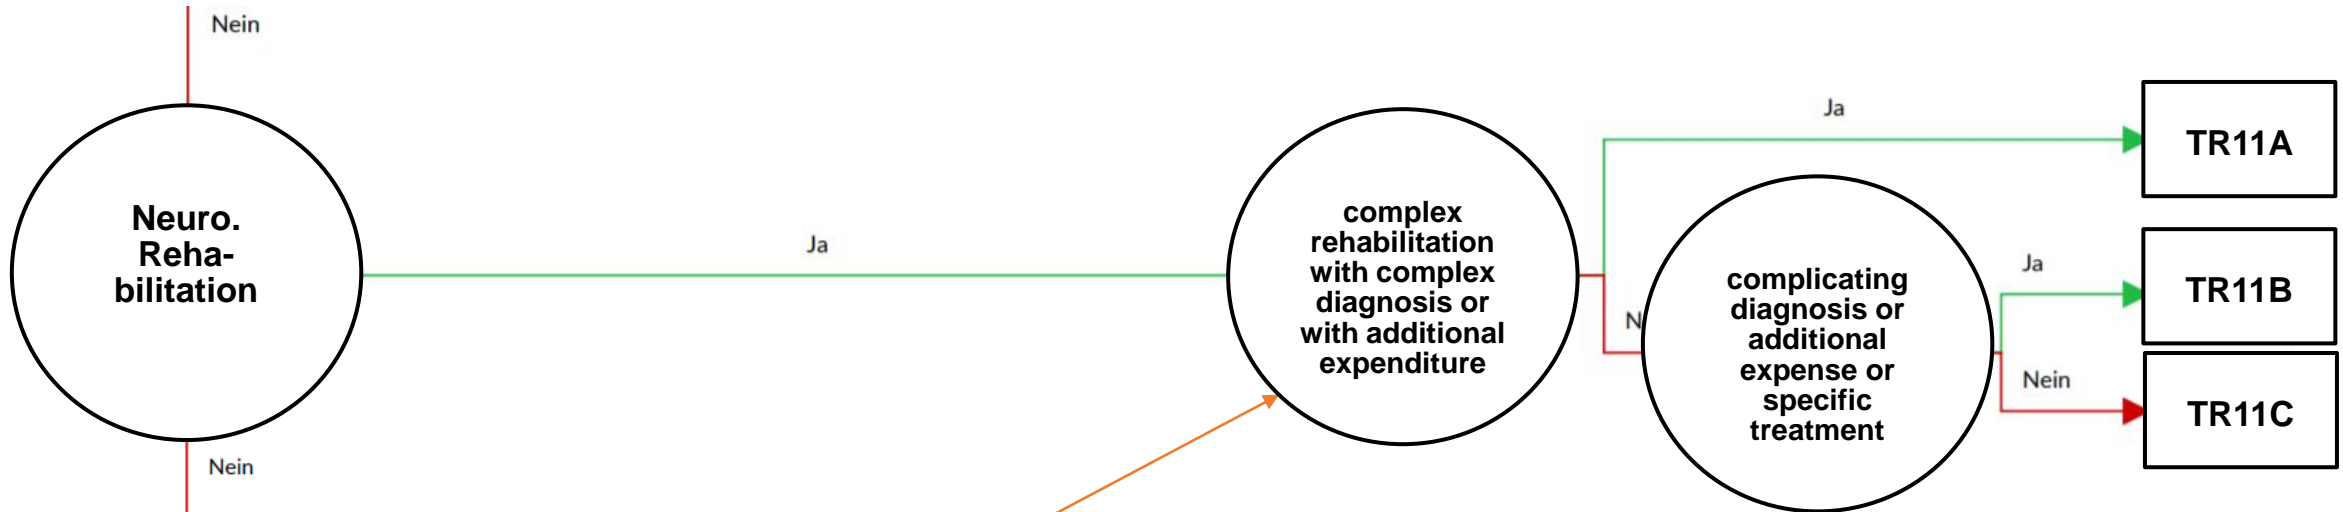 Nein
Neuro.
Reha-
bilitation
Nein
Ja
complex
rehabilitation
with complex
diagnosis or
with additional
expenditure
Ja
N
complicating
diagnosis or
additional
expense or
specific
treatment
Ja
Nein
TR11A
TR11B
TR11C